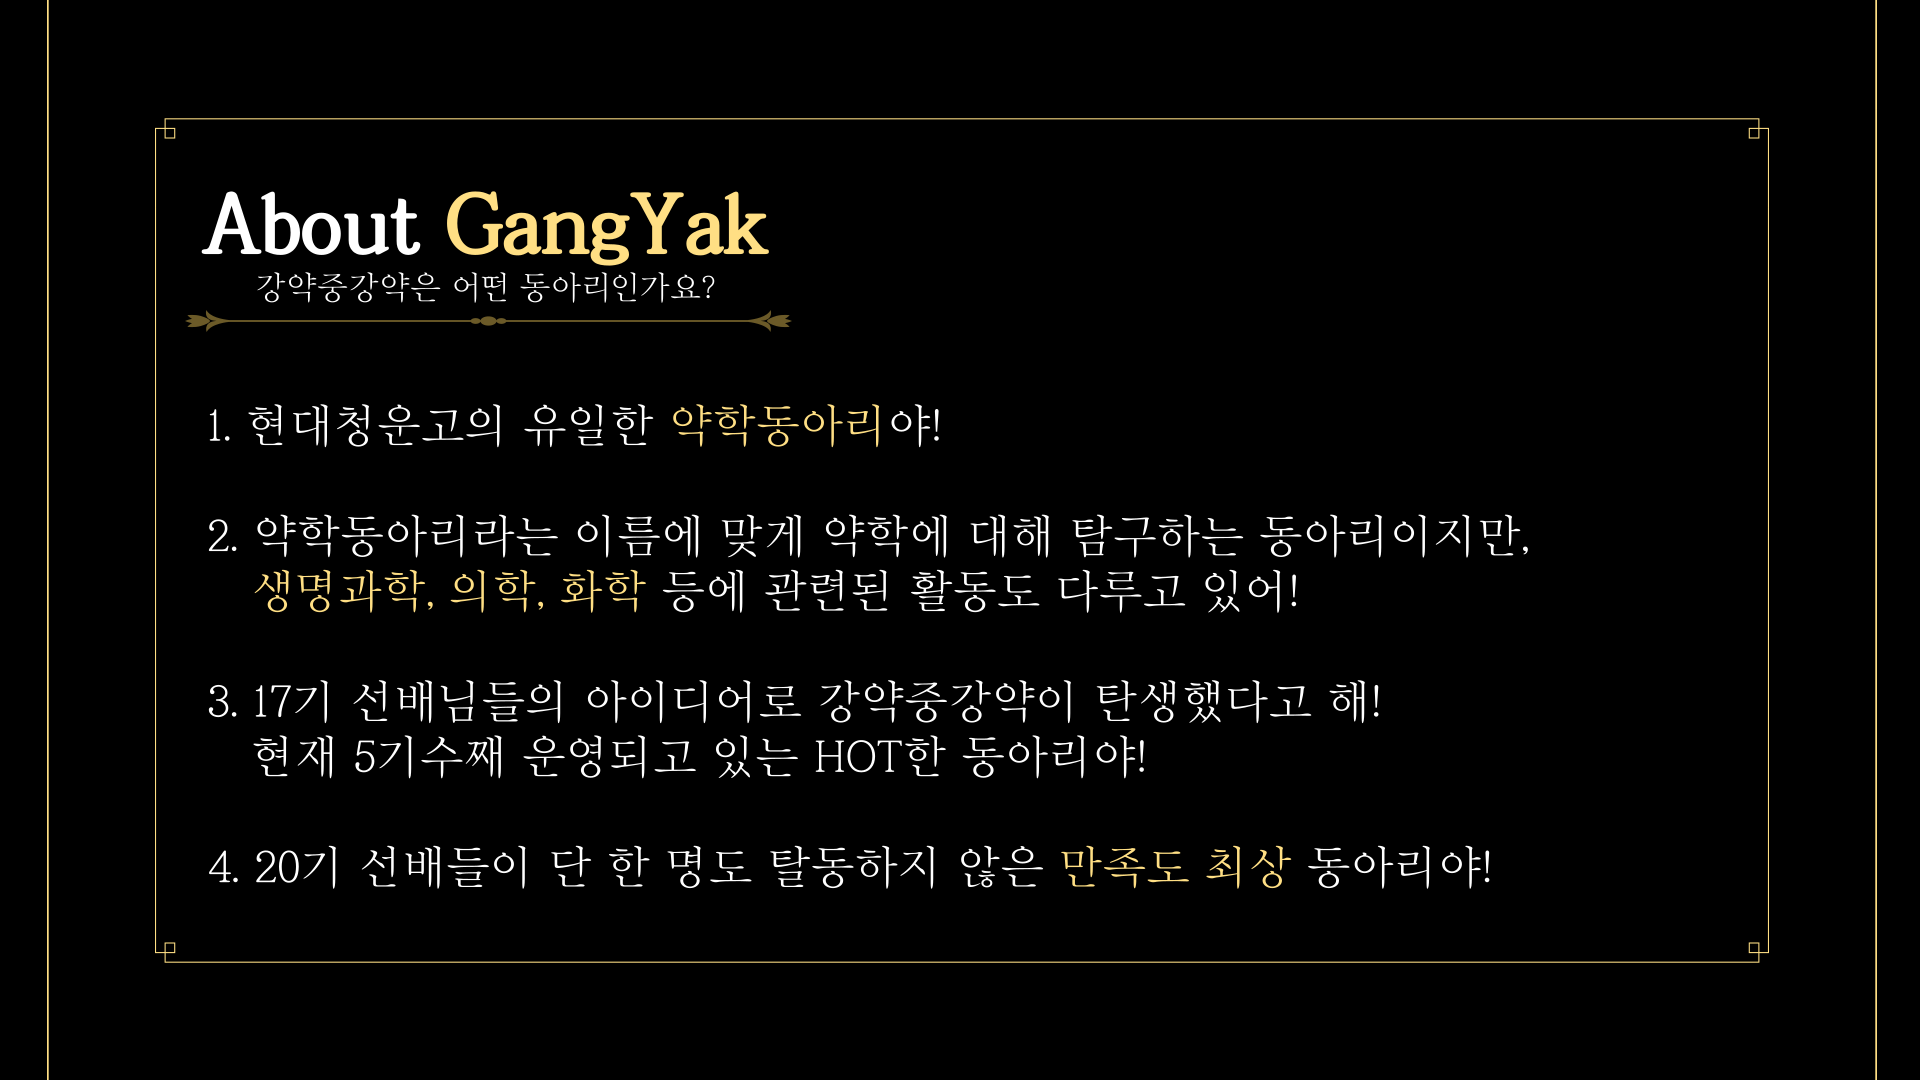 About GangYak
강약중강약은 어떤 동아리인가요?
1. 현대청운고의 유일한 약학동아리야!
2. 약학동아리라는 이름에 맞게 약학에 대해 탐구하는 동아리이지만,
생명과학, 의학, 화학 등에 관련된 활동도 다루고 있어!
3. 17기 선배님들의 아이디어로 강약중강약이 탄생했다고 해!
현재 5기수째 운영되고 있는 HOT한 동아리야!
4. 20기 선배들이 단 한 명도 탈동하지 않은 만족도 최상 동아리야!